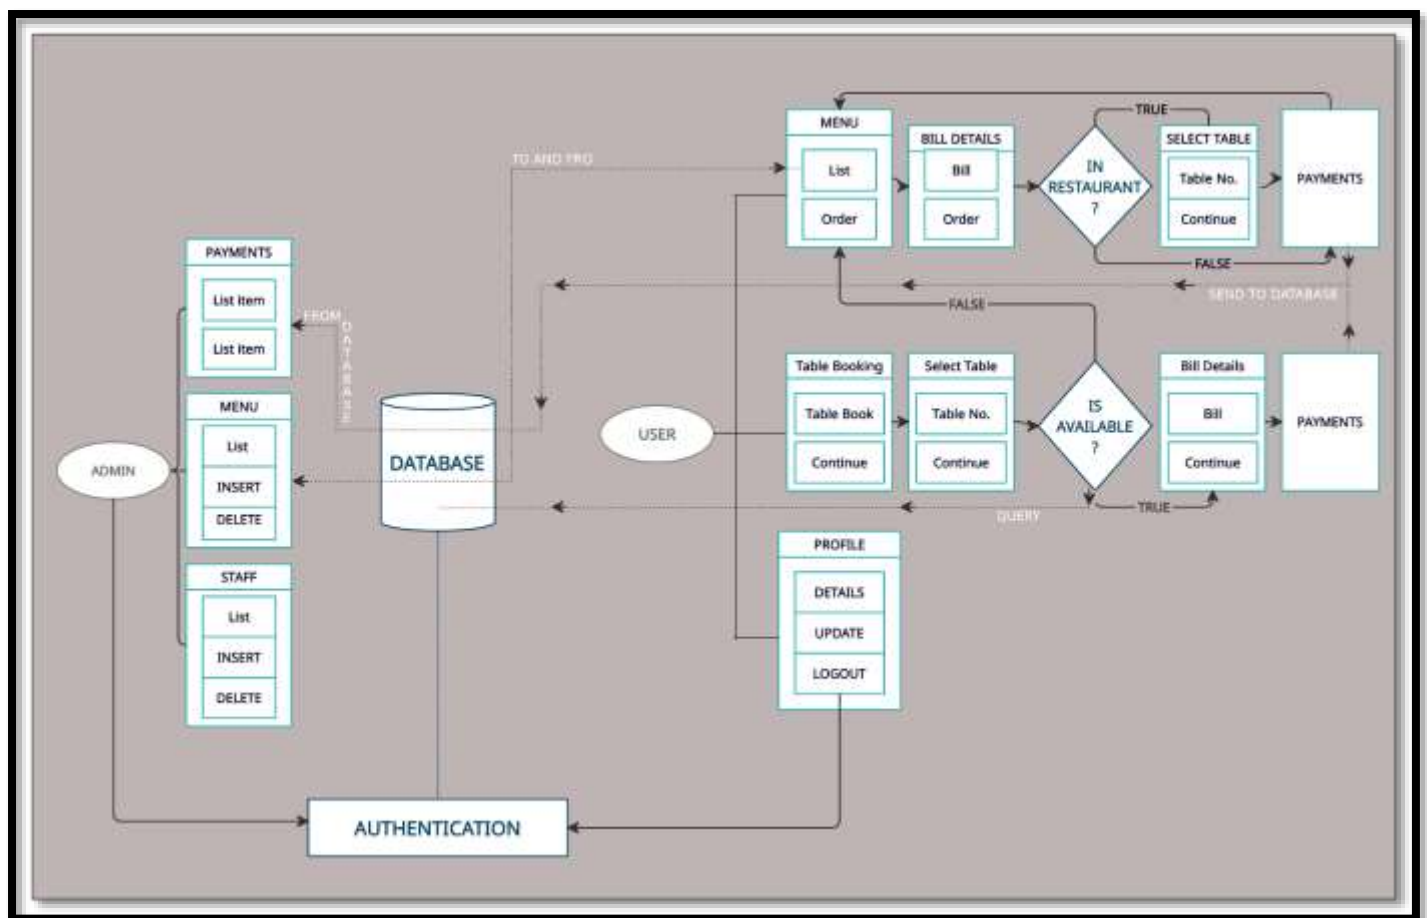 MENU
List
Order
BILL DETAILS
Bill
Order
IN
RESTAURANT
?
TRUE
FALSE
SELECT TABLE
Table No.
Continue
PAYMENTS
TO AND FRO
SEND TO DATABASE
FALSE
PAYMENTS
List Item
List Item
FROM
DATABASE
MENU
List
INSERT
DELETE
ADMIN
STAFF
List
INSERT
DELETE
DATABASE
USER
Table Booking
Table Book
Continue
Select Table
Table No.
Continue
IS
AVAILABLE
?
TRUE
QUERY
Bill Details
Bill
Continue
PAYMENTS
PROFILE
DETAILS
UPDATE
LOGOUT
AUTHENTICATION